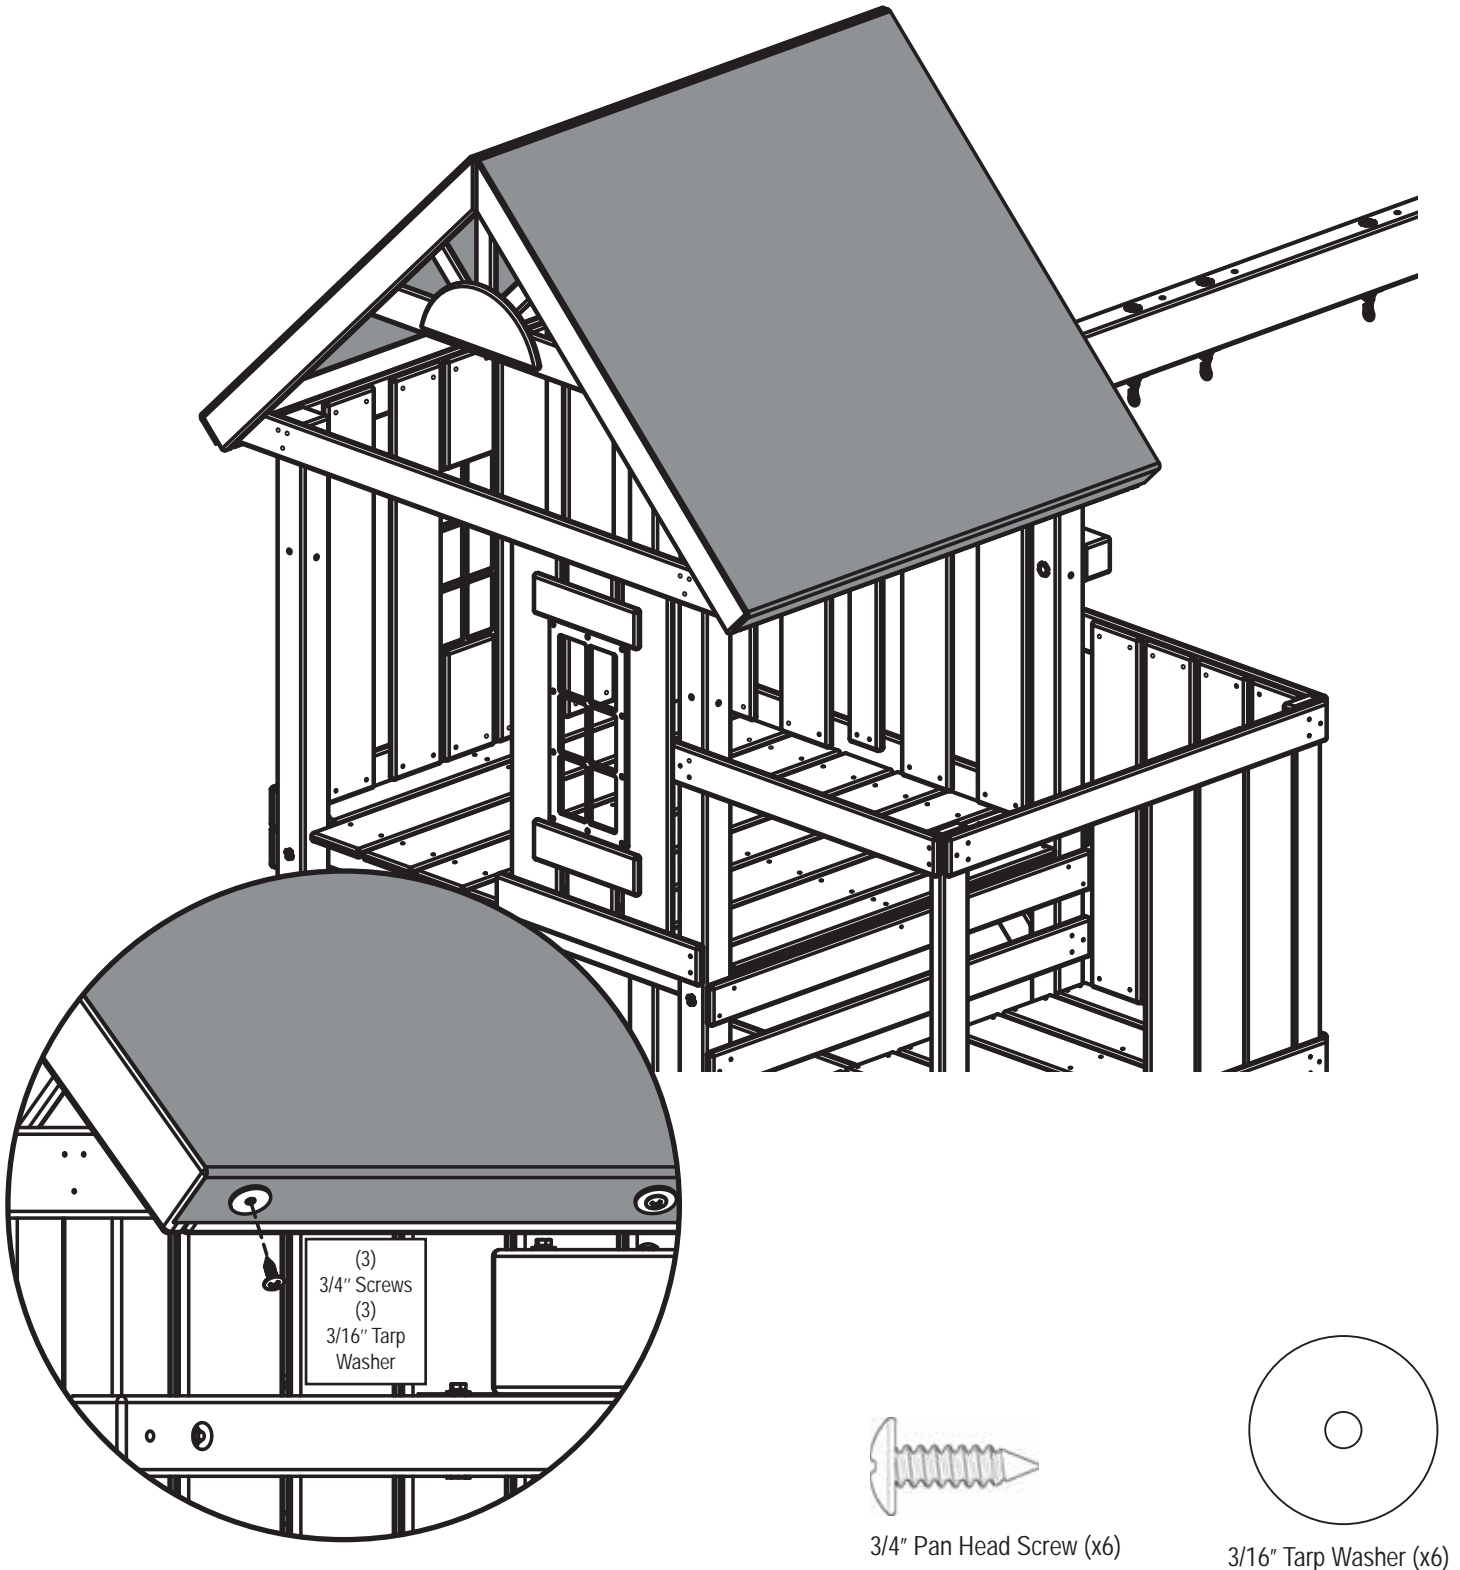 (3)
3/4" Screws
(3)
3/16" Tarp
Washer
3/4" Pan Head Screw (x6)
3/16" Tarp Washer (x6)